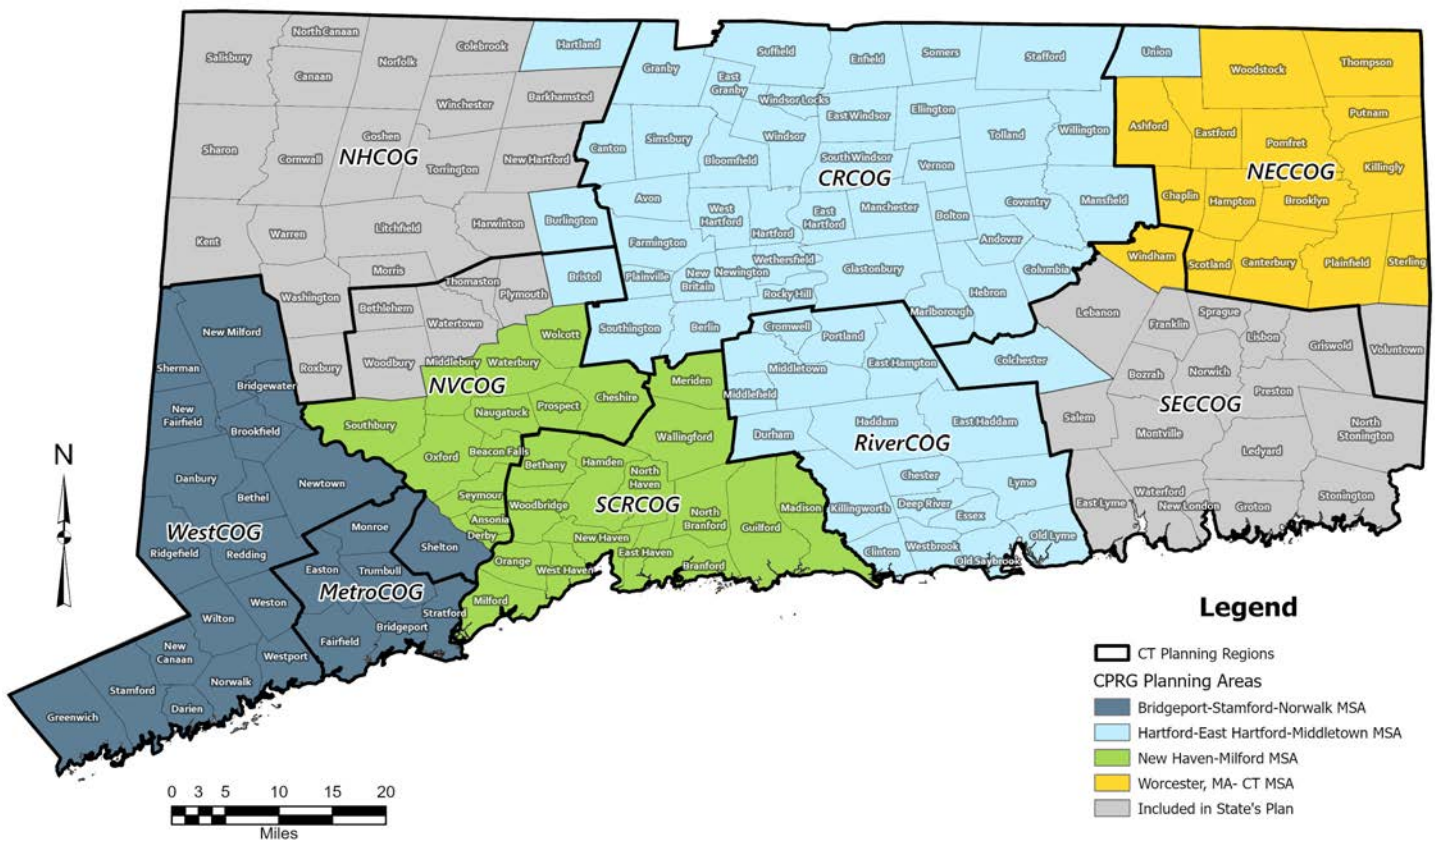 Salisbury
North Canaan
Canaan
Norfolk
Colebrook
Hartland
Winchester
Barkhamsted
Sharon
Cornwall
Goshen
NHCOG
Torrington
New Hartford
Kent
Warren
Litchfield
Harwinton
Burlington
Morris
Washington
Roxbury
Granby
East
Granby
Suffield
Enfield
Somers
Stafford
Windsor Locks
East Windsor
Ellington
Canton
Simsbury
Windsor
Bloomfield
South Windsor
CRCOG
Vernon
Tolland
Willington
Avon
West
Hartford
Hartford
East
Hartford
Manchester
Bolton
Coventry
Mansfield
Farmington
Andover
Plainville
New
Britain
Newington
Wethersfield
Glastonbury
Columbia
Rocky Hill
Hebron
Marlborough
Southington
Berlin
Union
Woodstock
Thompson
Putnam
Ashford
Eastford
Pomfret
Killingly
NECCOG
Chaplin
Hampton
Brooklyn
Windham
Scotland
Canterbury
Plainfield
Sterling
Bristol
Thomaston
Plymouth
Bethlehem
Watertown
Wolcott
Woodbury
Middlebury
Waterbury
NVCOG
Naugatuck
Prospect
Cheshire
Southbury
Oxford
Beacon Falls
Seymour
Ansonia
Derby
Shelton
Cromwell
Portland
Middletown
East Hampton
Middlefield
Durham
Haddam
East Haddam
RiverCOG
Chester
Lyme
Killingworth
Deep River
Essex
Clinton
Westbrook
Old Saybrook
Old Lyme
Lebanon
Franklin
Sprague
Lisbon
Griswold
Voluntown
Colchester
Bozrah
Norwich
Preston
SECCOG
Salem
Montville
North
Stonington
Ledyard
East Lyme
Waterford
New London
Groton
Stonington
Meriden
Wallingford
Bethany
Hamden
North
Haven
Woodbridge
SCRCOG
North
Branford
Guilford
Madison
New Haven
East Haven
Branford
Orange
West Haven
Milford
New Milford
Sherman
Bridgewater
New
Fairfield
Brookfield
Danbury
Bethel
Newtown
WestCOG
Ridgefield
Redding
Weston
Wilton
New
Canaan
Westport
Norwalk
Stamford
Darien
Greenwich
Monroe
Easton
Trumbull
MetroCOG
Stratford
Bridgeport
Fairfield
N
0 3 5 10 15 20
Miles
Legend
CT Planning Regions
CPRG Planning Areas
Bridgeport-Stamford-Norwalk MSA
Hartford-East Hartford-Middletown MSA
New Haven-Milford MSA
Worcester, MA- CT MSA
Included in State's Plan